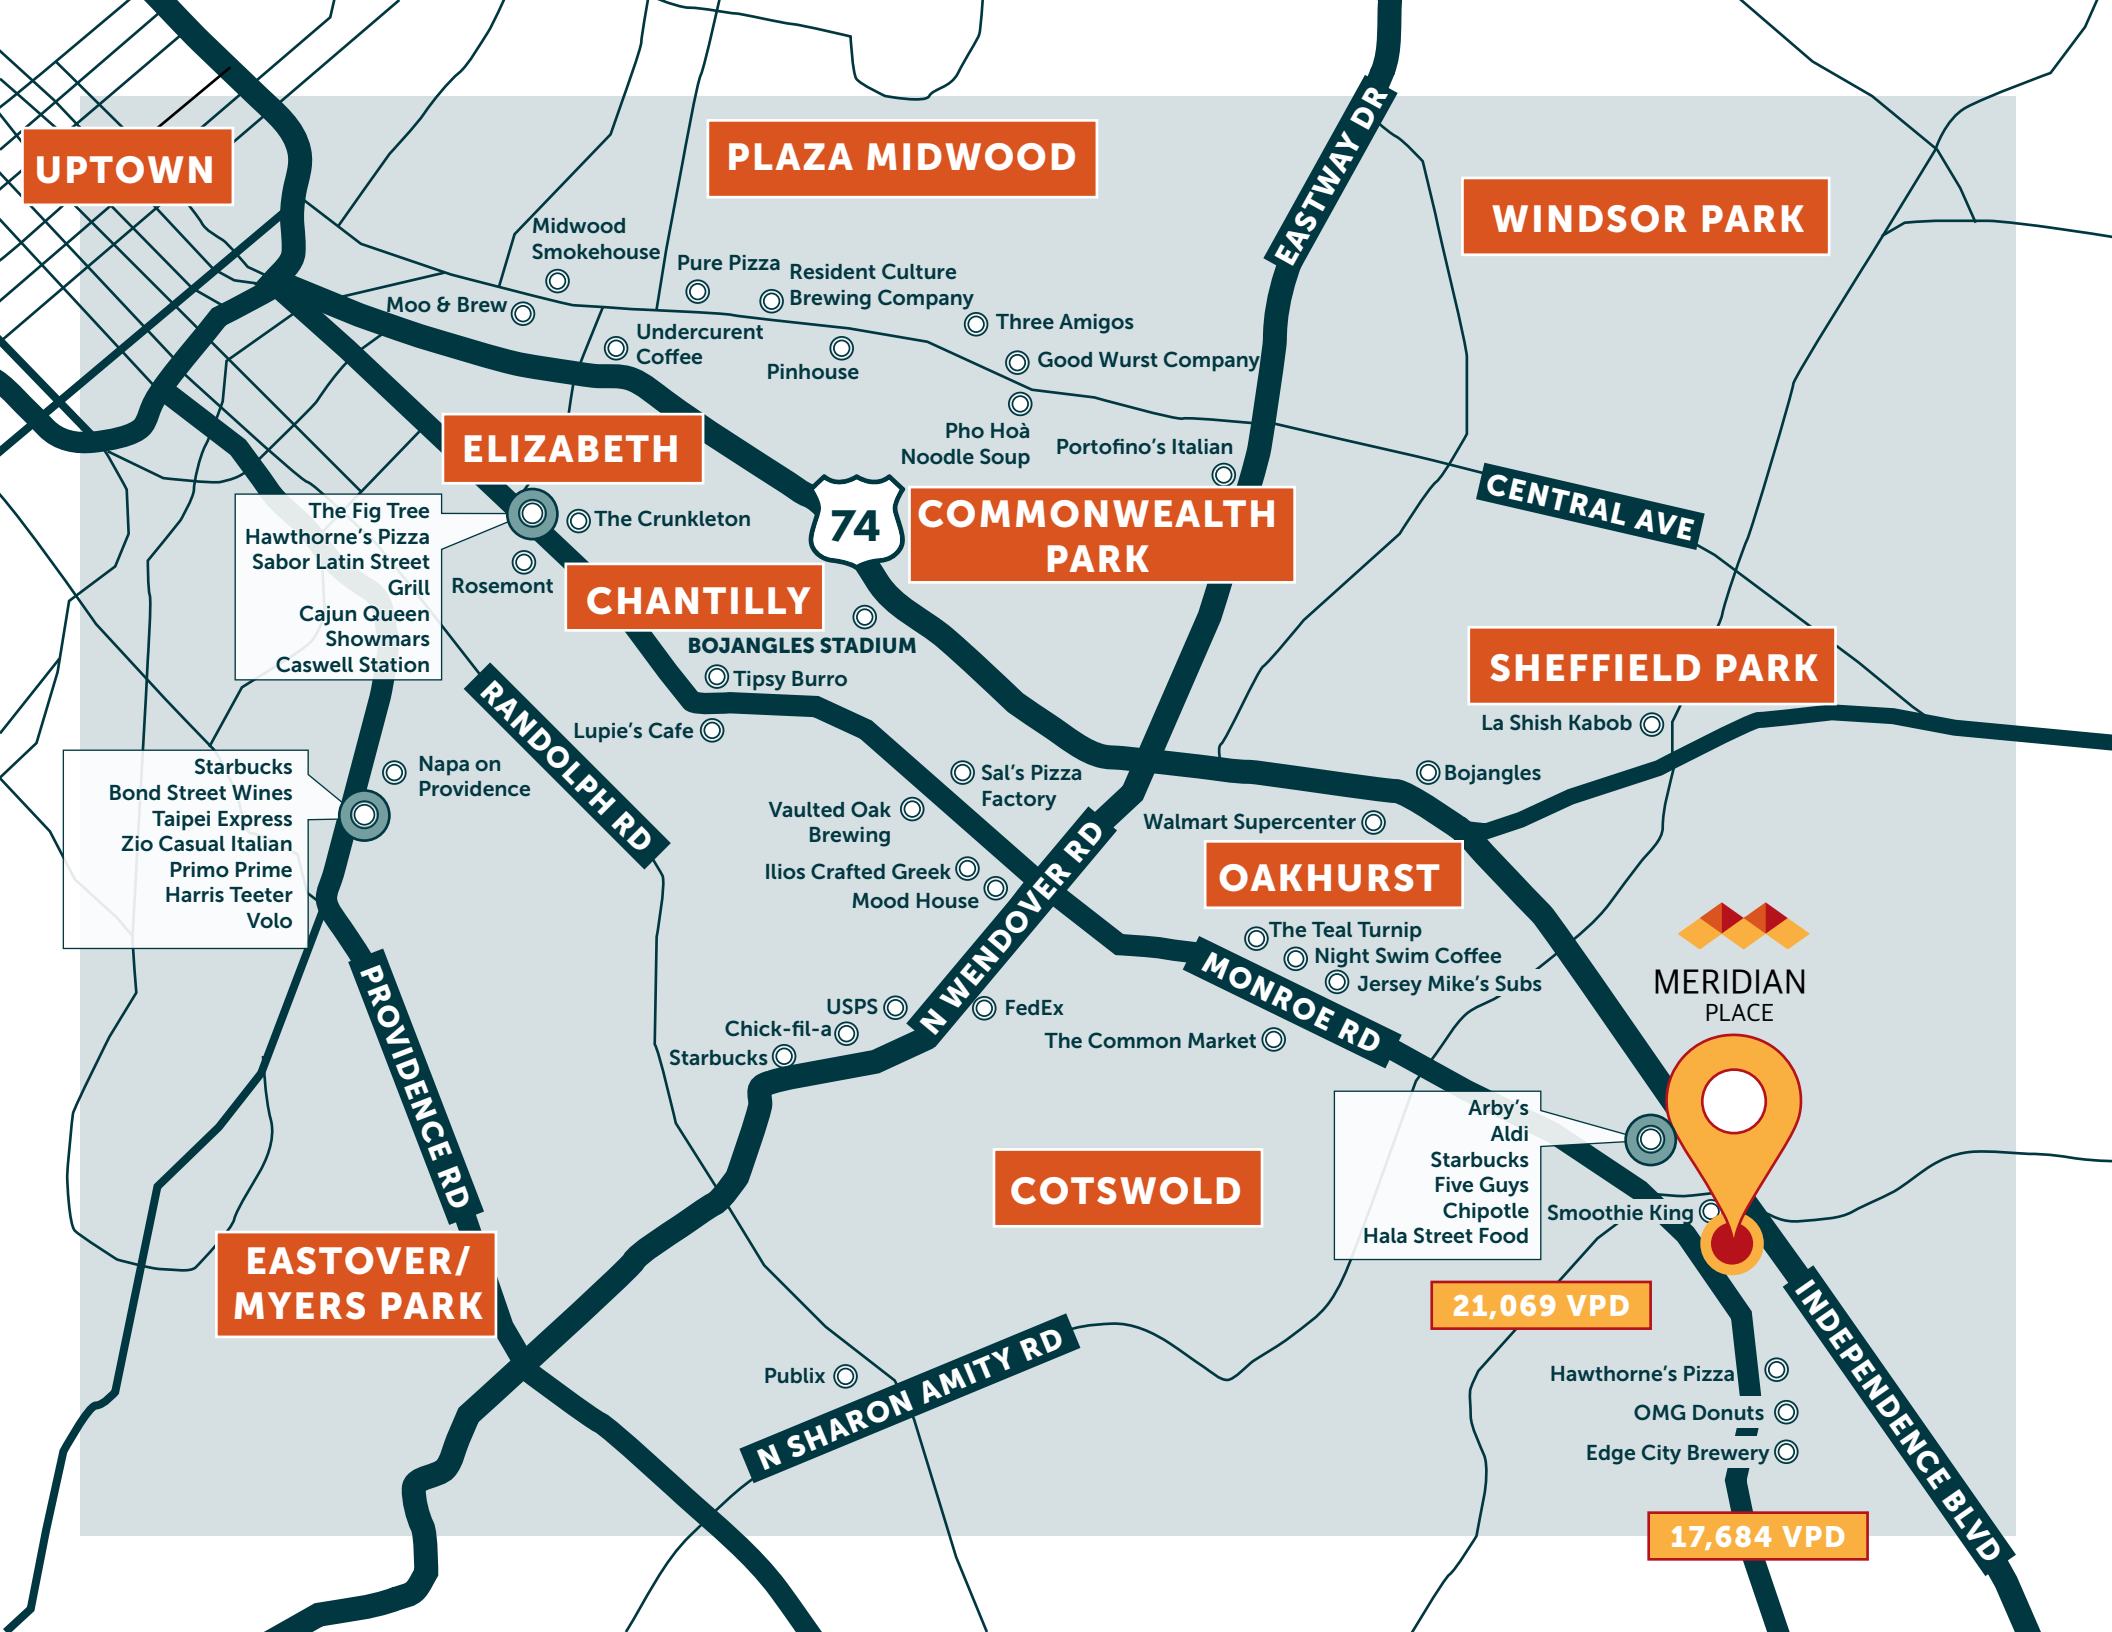 UPTOWN
PLAZA MIDWOOD
WINDSOR PARK
EASTWAY DR
Midwood
Smokehouse
Pure Pizza
Resident Culture
Brewing Company
Moo & Brew
Undercurent
Coffee
Pinhouse
Three Amigos
Good Wurst Company
Pho Hoà
Noodle Soup
Portofino's Italian
ELIZABETH
74
COMMONWEALTH
PARK
CENTRAL AVE
The Fig Tree
Hawthorne's Pizza
Sabor Latin Street
Grill
Cajun Queen
Showmars
Caswell Station
The Crunkleton
Rosemont
CHANTILLY
BOJANGLES STADIUM
Tipsy Burro
Lupie's Cafe
RANDOLPH RD
SHEFFIELD PARK
La Shish Kabob
Bojangles
Starbucks
Bond Street Wines
Taipei Express
Zio Casual Italian
Primo Prime
Harris Teeter
Volo
Napa on
Providence
Sal's Pizza
Factory
Vaulted Oak
Brewing
Ilios Crafted Greek
Mood House
Walmart Supercenter
OAKHURST
N WENDOVER RD
The Teal Turnip
Night Swim Coffee
Jersey Mike's Subs
MONROE RD
MERIDIAN
PLACE
PROVIDENCE RD
USPS
Chick-fil-a
Starbucks
FedEx
The Common Market
COTSWOLD
Arby's
Aldi
Starbucks
Five Guys
Chipotle
Hala Street Food
Smoothie King
EASTOVER/
MYERS PARK
21,069 VPD
INDEPENDENCE BLVD
N SHARON AMITY RD
Publix
Hawthorne's Pizza
OMG Donuts
Edge City Brewery
17,684 VPD